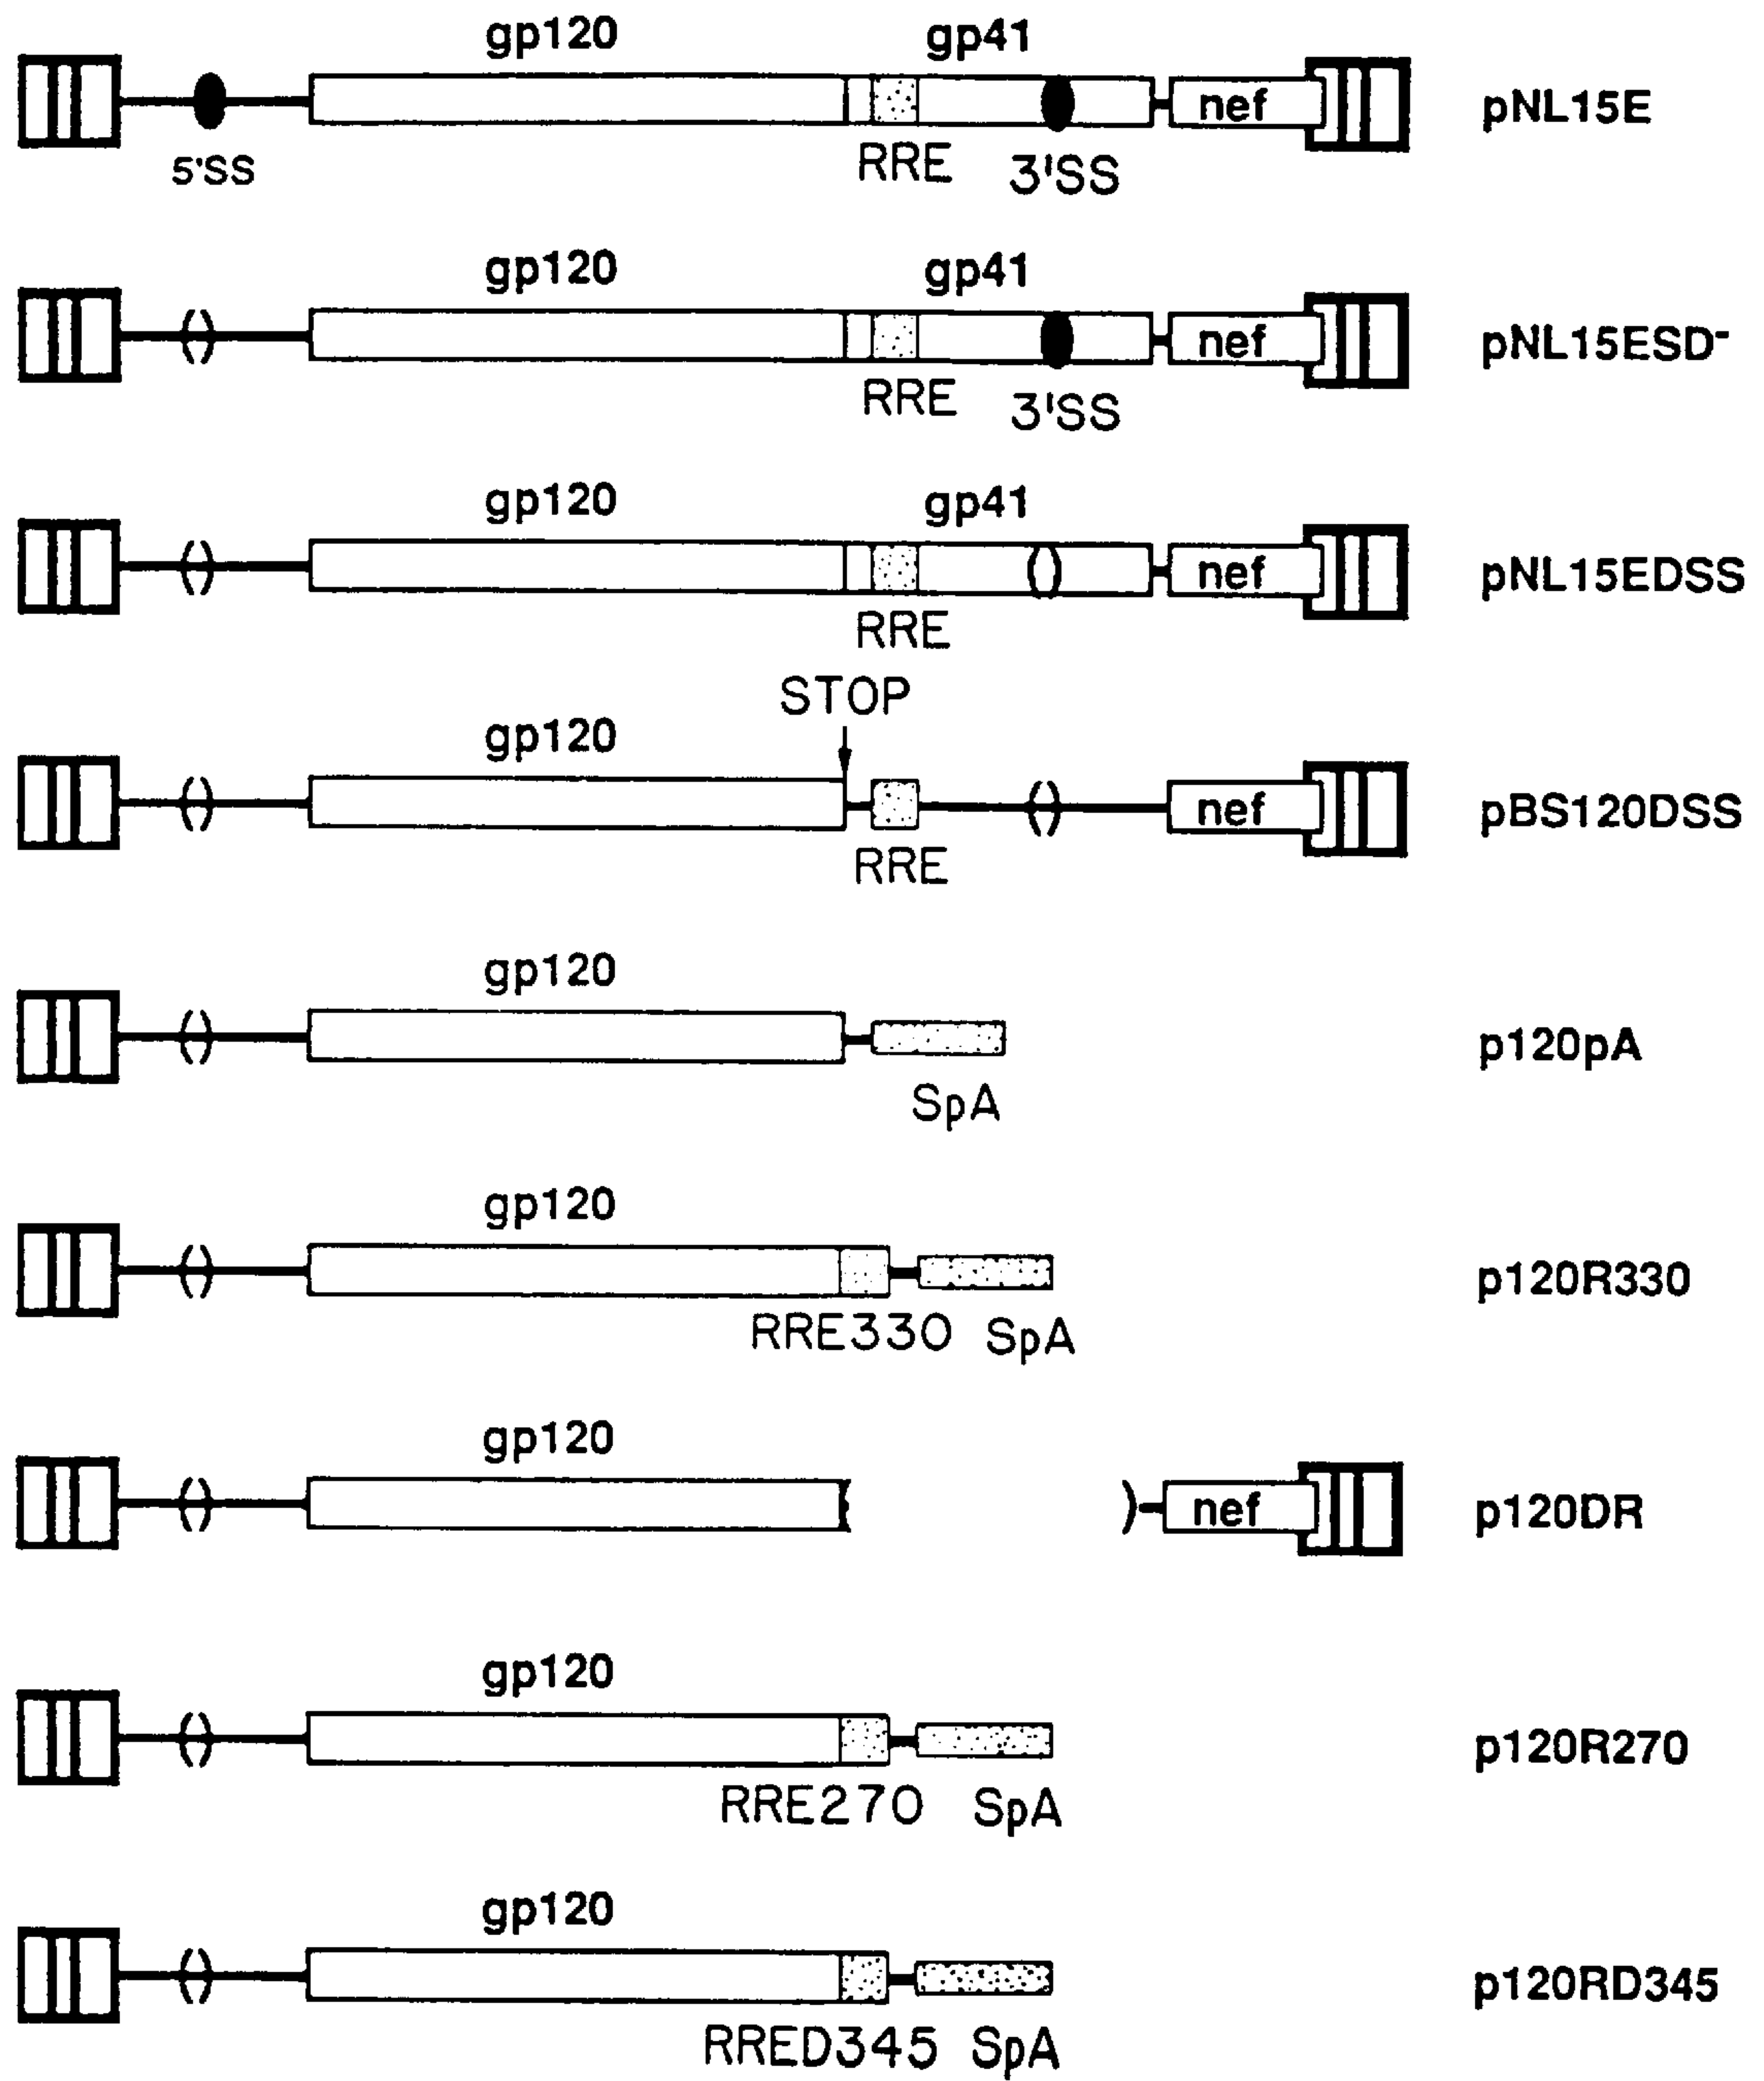 gp120 gp41
nef pNL15E
5'SS RRE 3'SS
gp120 gp41
nef pNL15ESD-
RRE 3'SS
gp120 gp41
nef pNL15EDSS
RRE
STOP
gp120
nef pBS120DSS
RRE
gp120
p120pA
SpA
gp120
p120R330
RRE330 SpA
gp120
nef p120DR
gp120
p120R270
RRE270 SpA
gp120
p120RD345
RRED345 SpA